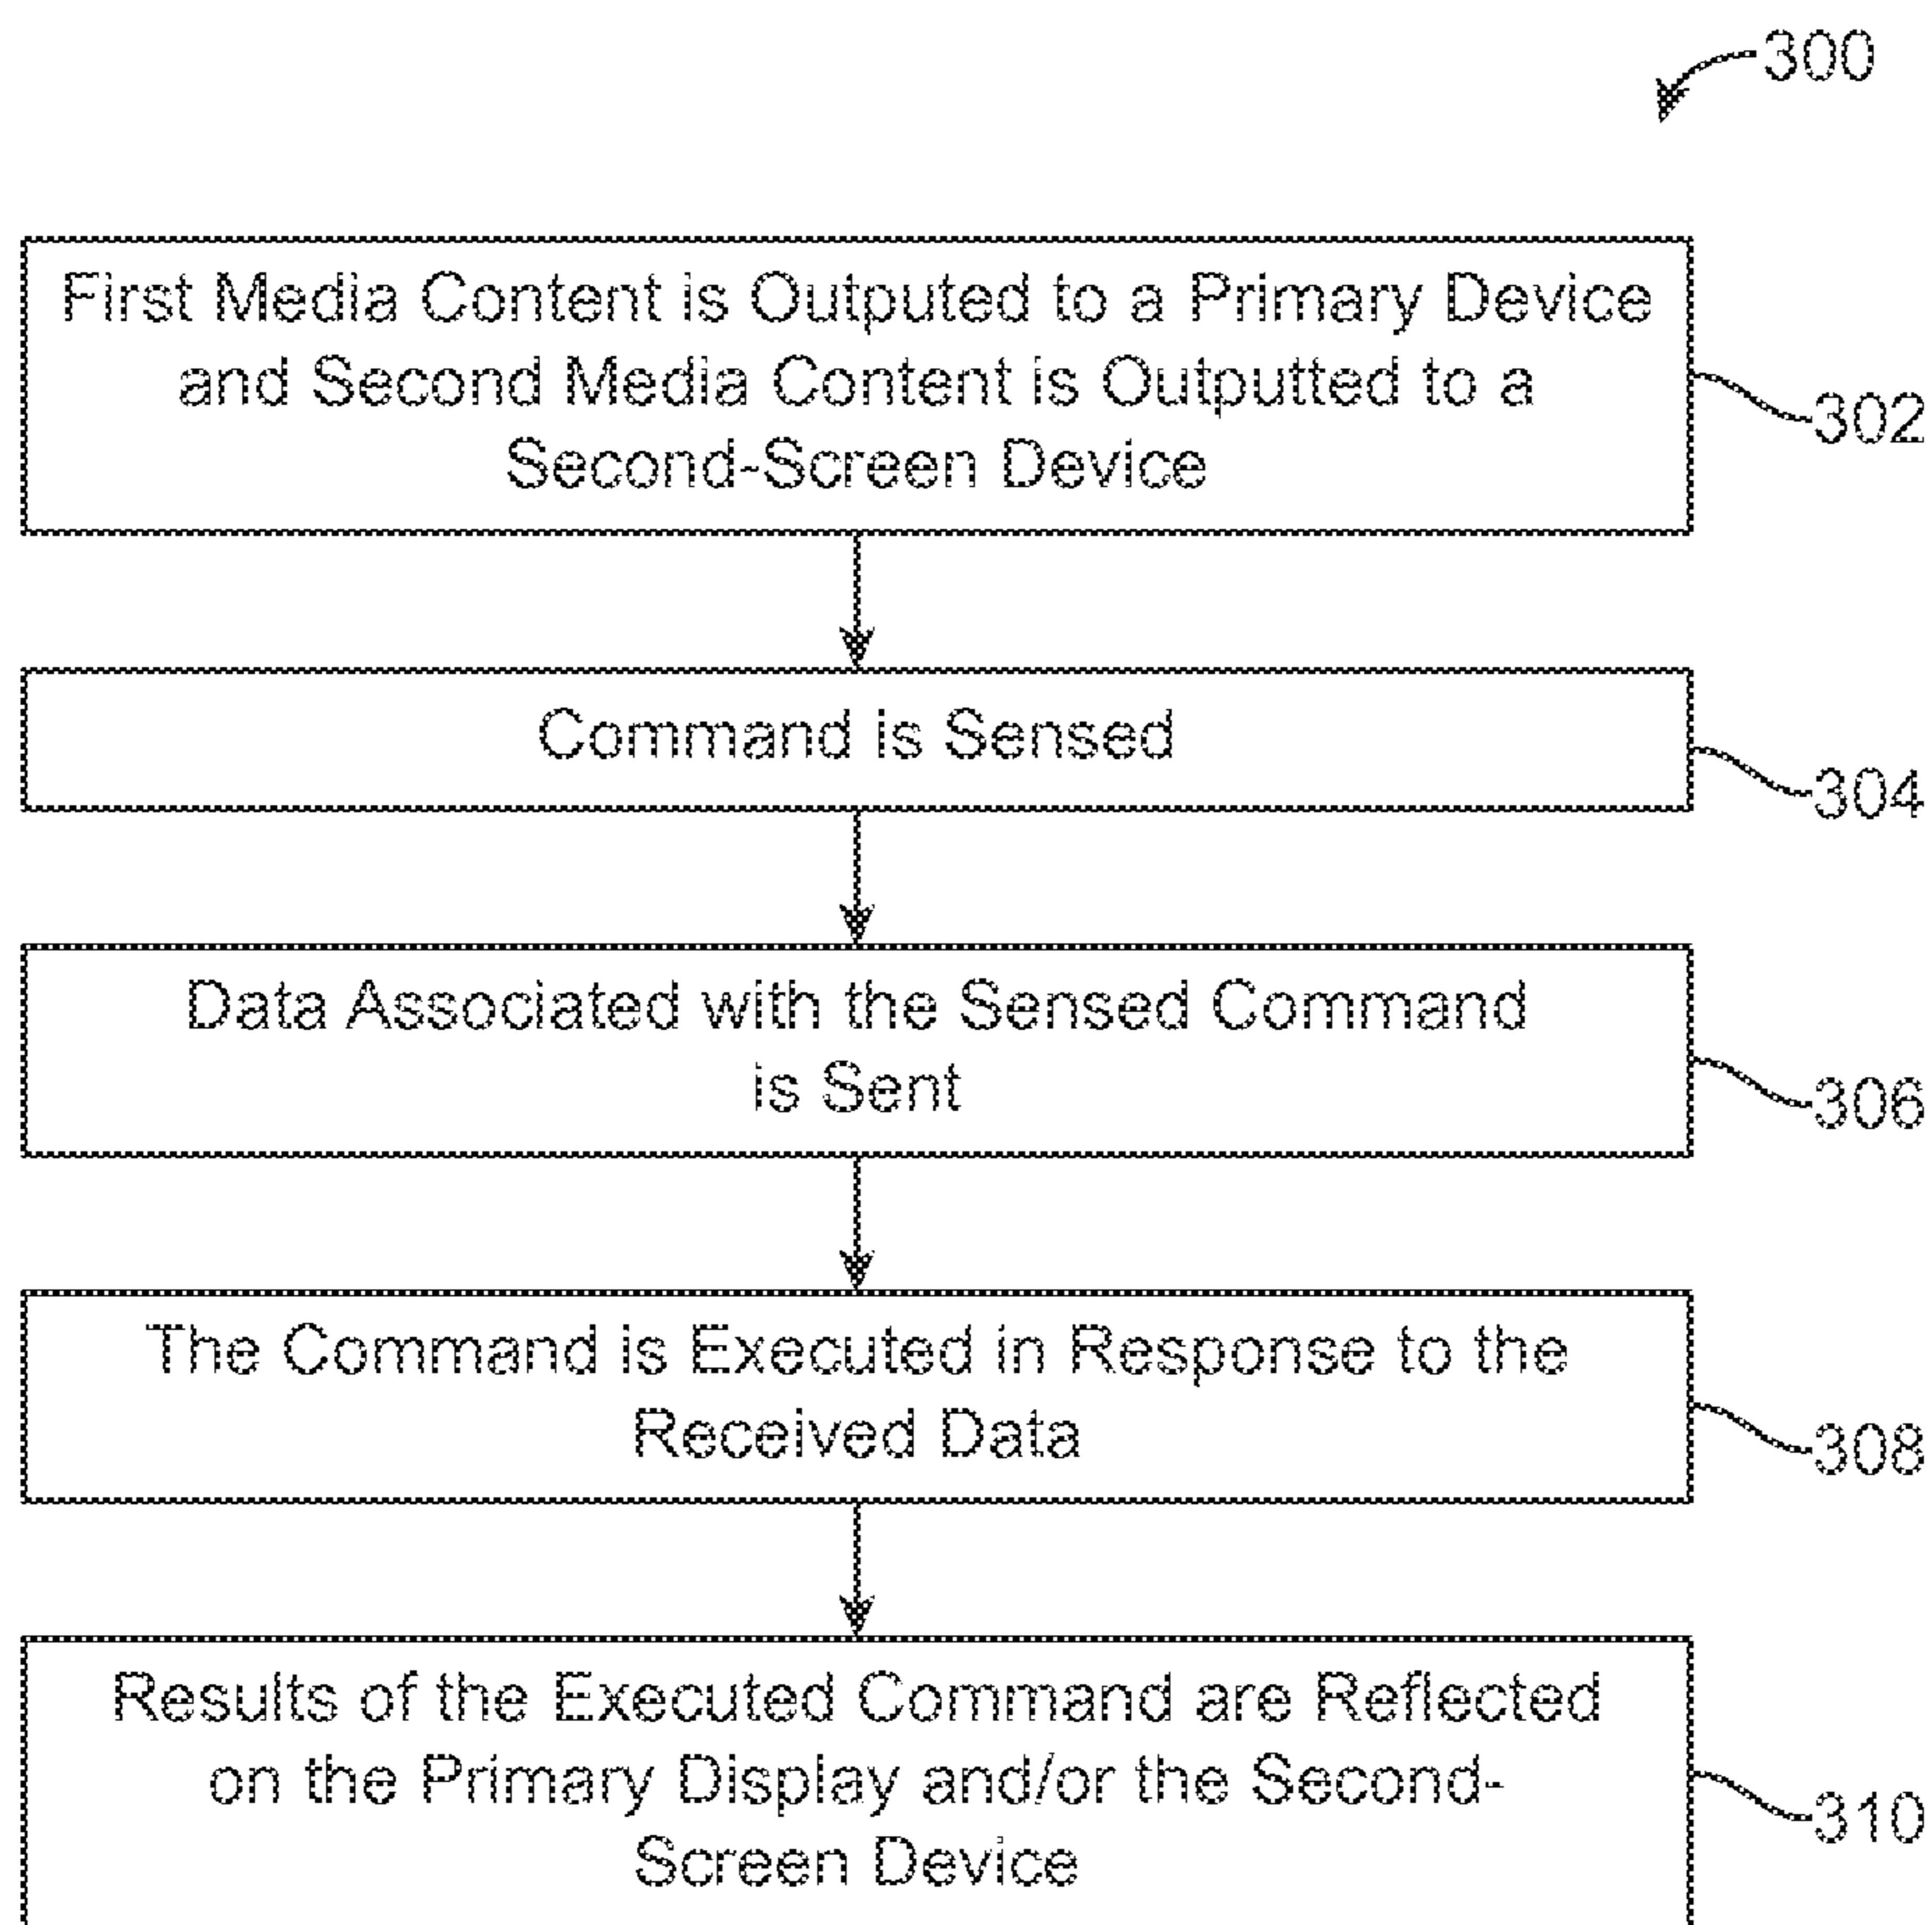 300
First Media Content is Outputed to a Primary Device
and Second Media Content is Outputted to a
Second-Screen Device
302
Command is Sensed
304
Data Associated with the Sensed Command
is Sent
306
The Command is Executed in Response to the
Received Data
308
Results of the Executed Command are Reflected
on the Primary Display and/or the Second-
Screen Device
310